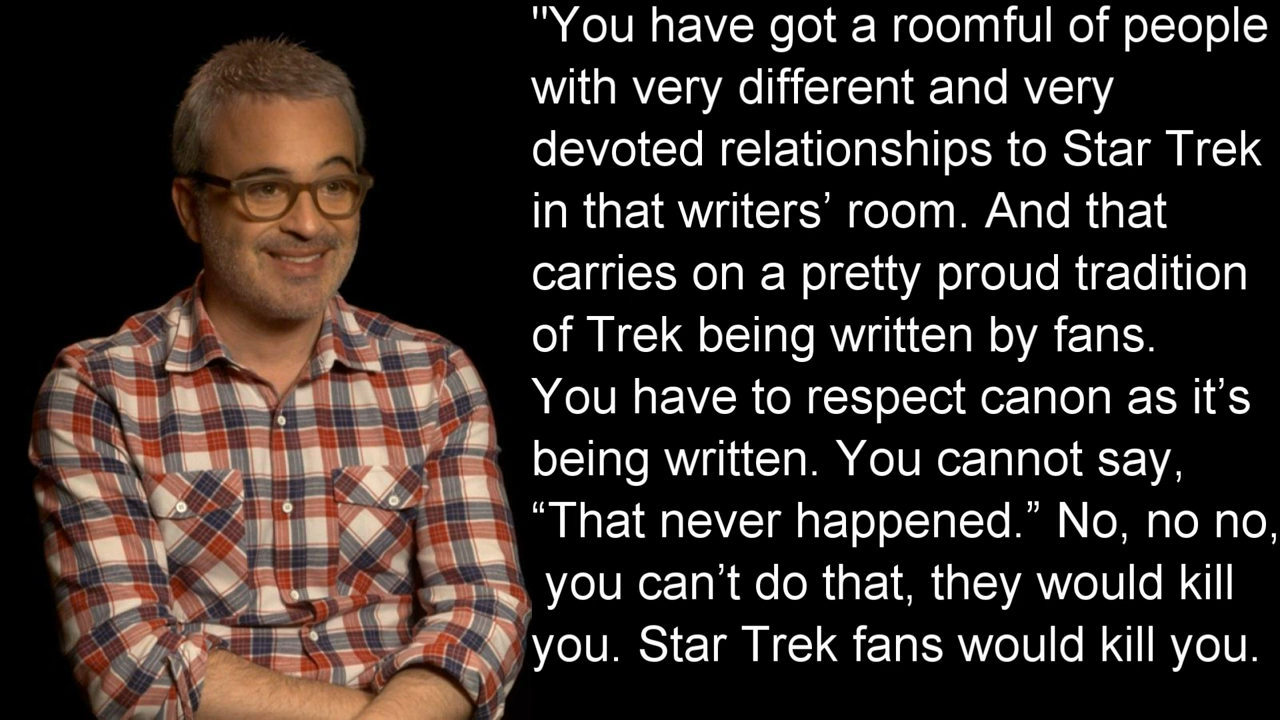 "You have got a roomful of people
with very different and very
devoted relationships to Star Trek
in that writers’ room. And that
carries on a pretty proud tradition
of Trek being written by fans.
You have to respect canon as it’s
being written. You cannot say,
“That never happened.” No, no no,
you can’t do that, they would kill
you. Star Trek fans would kill you.